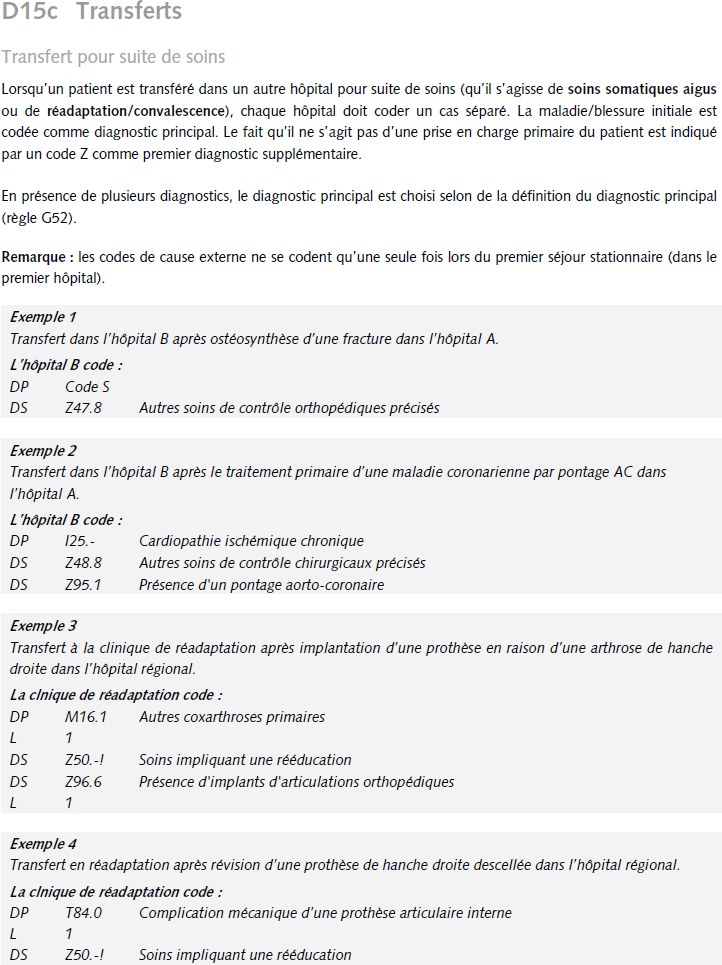 D15c Transferts
Transfert pour suite de soins
Lorsqu'un patient est transféré dans un autre hôpital pour suite de soins (qu'il s'agisse de soins somatiques aigus
ou de réadaptation/convalescence), chaque hôpital doit coder un cas séparé. La maladie/blessure initiale est
codée comme diagnostic principal. Le fait qu'il ne s'agit pas d'une prise en charge primaire du patient est indiqué
par un code Z comme premier diagnostic supplémentaire.
En présence de plusieurs diagnostics, le diagnostic principal est choisi selon de la définition du diagnostic principal
(règle G52).
Remarque : les codes de cause externe ne se codent qu'une seule fois lors du premier séjour stationnaire (dans le
premier hôpital).
Exemple 1
Transfert dans l'hôpital B après ostéosynthèse d'une fracture dans l'hôpital A.
L'hôpital B code :
DP Code S
DS Z47.8 Autres soins de contrôle orthopédiques précisés
Exemple 2
Transfert dans l'hôpital B après le traitement primaire d'une maladie coronarienne par pontage AC dans
l'hôpital A.
L'hôpital B code :
DP I25.- Cardiopathie ischémique chronique
DS Z48.8 Autres soins de contrôle chirurgicaux précisés
DS Z95.1 Présence d'un pontage aorto-coronaire
Exemple 3
Transfert à la clinique de réadaptation après implantation d'une prothèse en raison d'une arthrose de hanche
droite dans l'hôpital régional.
La clnique de réadaptation code :
DP M16.1 Autres coxarthroses primaires
L 1
DS Z50.-! Soins impliquant une rééducation
DS Z96.6 Présence d'implants d'articulations orthopédiques
L 1
Exemple 4
Transfert en réadaptation après révision d'une prothèse de hanche droite descellée dans l'hôpital régional.
La clnique de réadaptation code :
DP T84.0 Complication mécanique d'une prothèse articulaire interne
L 1
DS Z50.-! Soins impliquant une rééducation